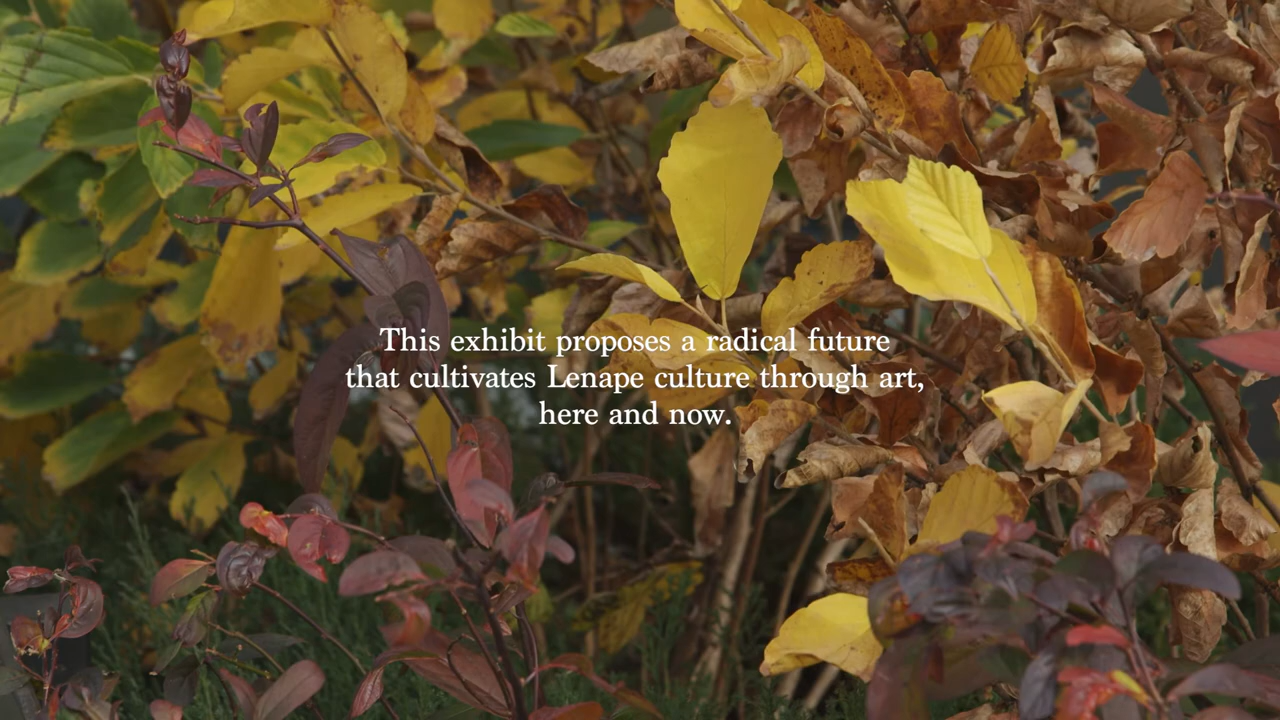 This exhibit proposes a radical future
that cultivates Lenape culture through art,
here and now.